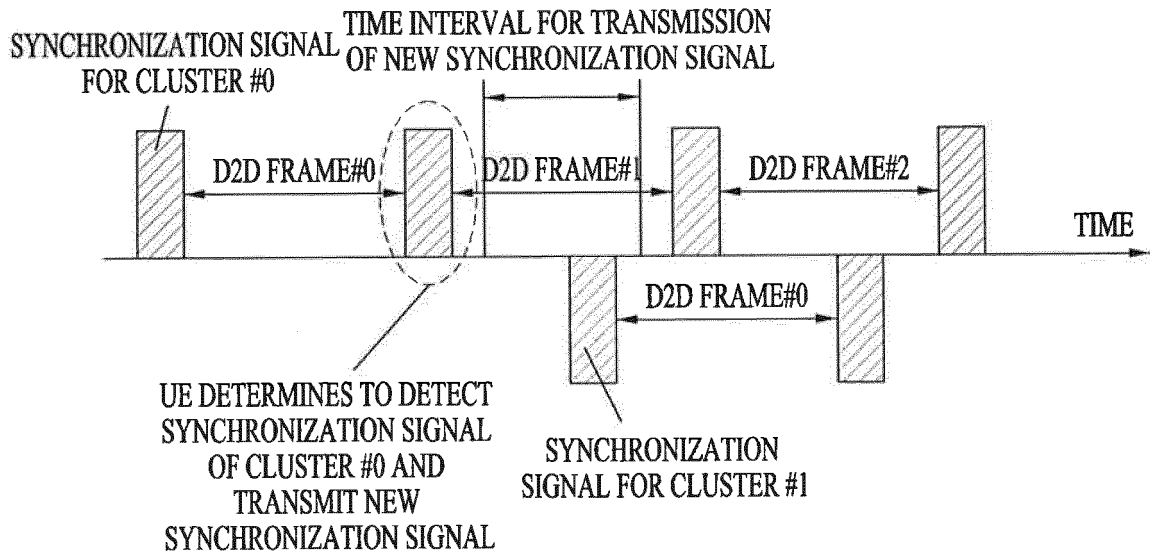 SYNCHRONIZATION SIGNAL
FOR CLUSTER #0
TIME INTERVAL FOR TRANSMISSION
OF NEW SYNCHRONIZATION SIGNAL
D2D FRAME#0
D2D FRAME#1
D2D FRAME#2
TIME
D2D FRAME#0
UE DETERMINES TO DETECT
SYNCHRONIZATION SIGNAL
OF CLUSTER #0 AND
TRANSMIT NEW
SYNCHRONIZATION SIGNAL
SYNCHRONIZATION
SIGNAL FOR CLUSTER #1